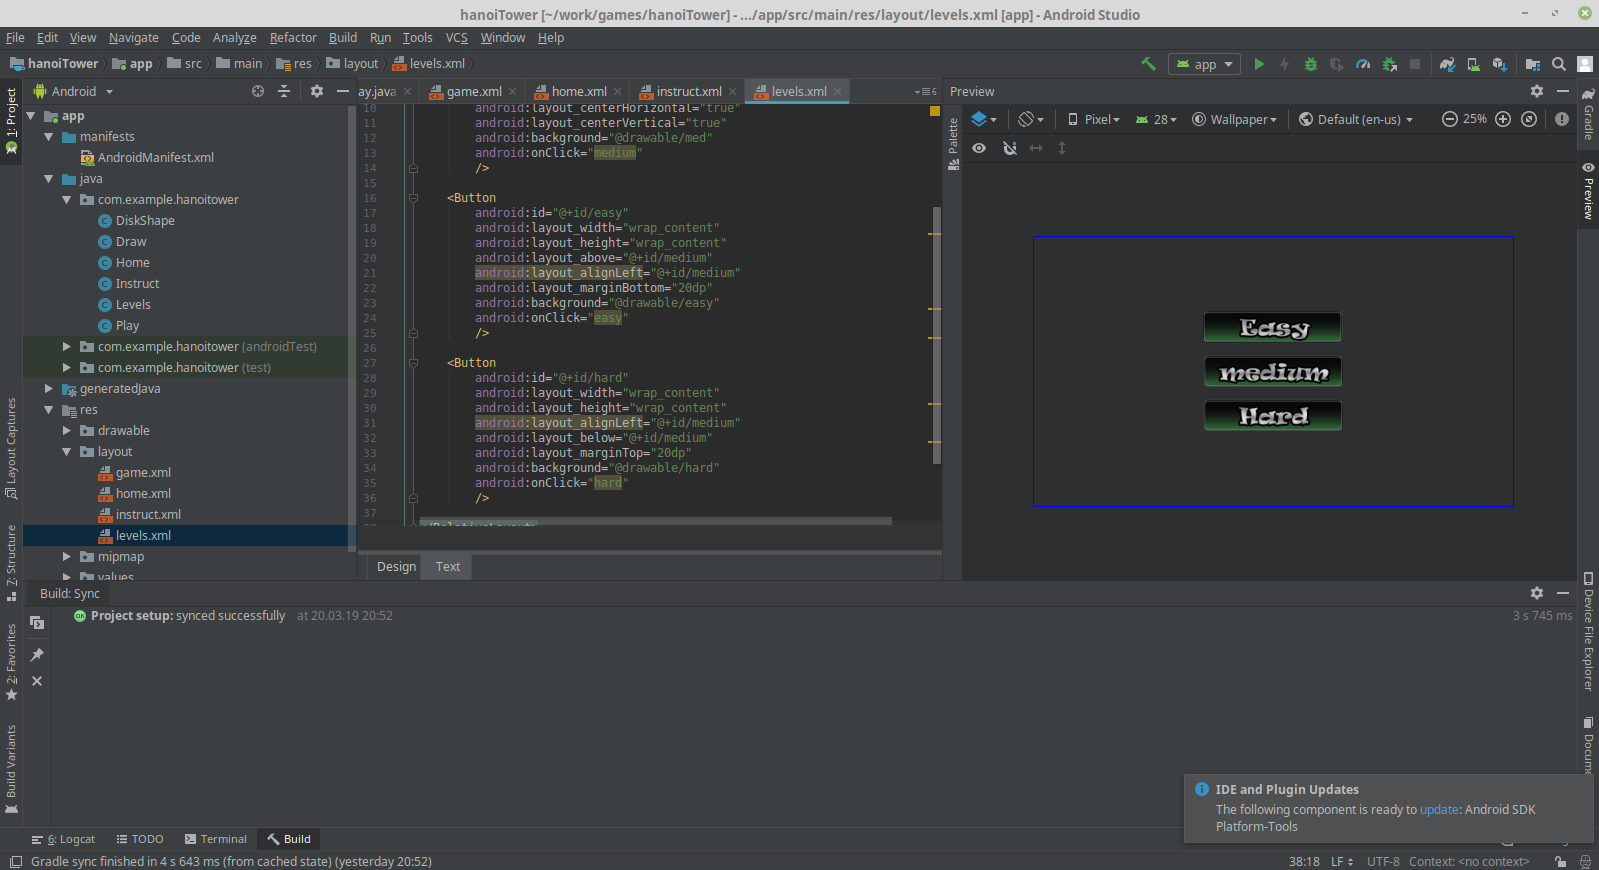 hanoiTower [~/work/games/hanoiTower] - .../app/src/main/res/layout/levels.xml [app] - Android Studio
File Edit View Navigate Code Analyze Refactor Build Run Tools VCS Window Help
hanoiTower app src main res layout levels.xml app
1: Project
Android
app
manifests
AndroidManifest.xml
java
com.example.hanoitower
DiskShape
Draw
Home
Instruct
Levels
Play
com.example.hanoitower (androidTest)
com.example.hanoitower (test)
generatedJava
res
drawable
layout
game.xml
home.xml
instruct.xml
levels.xml
mipmap
values
Layout Captures
7: Structure
2: Favorites
Build Variants
ay.java game.xml home.xml instruct.xml levels.xml 6
10 android:layout_centerHorizontal="true"
11 android:layout_centerVertical="true"
12 android:background="@drawable/med"
13 android:onClick="medium"
14 />
15
16 <Button
17 android:id="@+id/easy"
18 android:layout_width="wrap_content"
19 android:layout_height="wrap_content"
20 android:layout_above="@+id/medium"
21 android:layout_alignLeft="@+id/medium"
22 android:layout_marginBottom="20dp"
23 android:background="@drawable/easy"
24 android:onClick="easy"
25 />
26
27 <Button
28 android:id="@+id/hard"
29 android:layout_width="wrap_content"
30 android:layout_height="wrap_content"
31 android:layout_alignLeft="@+id/medium"
32 android:layout_below="@+id/medium"
33 android:layout_marginTop="20dp"
34 android:background="@drawable/hard"
35 android:onClick="hard"
36 />
37
Design Text
Preview
Palette
Pixel 28 Wallpaper Default (en-us) 25%
Easy
medium
Hard
Gradle
Preview
Device File Explorer
Docume
Build: Sync
Project setup: synced successfully at 20.03.19 20:52 3 s 745 ms
IDE and Plugin Updates
The following component is ready to update: Android SDK
Platform-Tools
6: Logcat TODO Terminal Build
Gradle sync finished in 4 s 643 ms (from cached state) (yesterday 20:52) 38:18 LF UTF-8 Context: <no context>